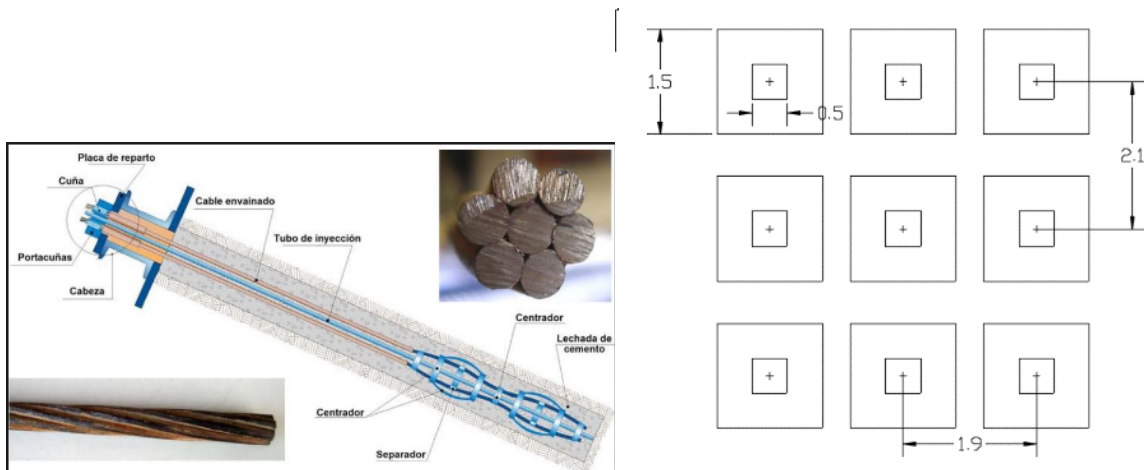 Placa de reparto
Cuña
Cable envainado
Tubo de inyección
Portacuñas
Cabeza
Centrador
Lechada de
cemento
Centrador
Separador
1.5
0.5
2.1
1.9